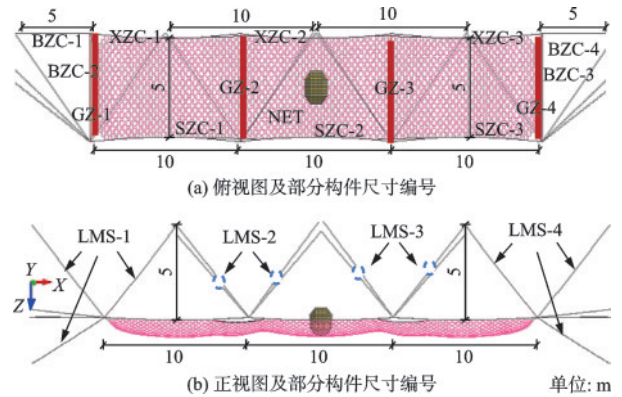 5 10 10 5
BZC-1 XZC-1 XZC-2 XZC-3 BZC-4
BZC-2 BZC-3
GZ-1 5 GZ-2 GZ-3 5 GZ-4
NET
SZC-1 SZC-2 SZC-3
10 10 10
(a) 俯视图及部分构件尺寸编号
LMS-1 LMS-2 LMS-3 LMS-4
Y X 5 5
Z
10 10 10
(b) 正视图及部分构件尺寸编号 单位: m